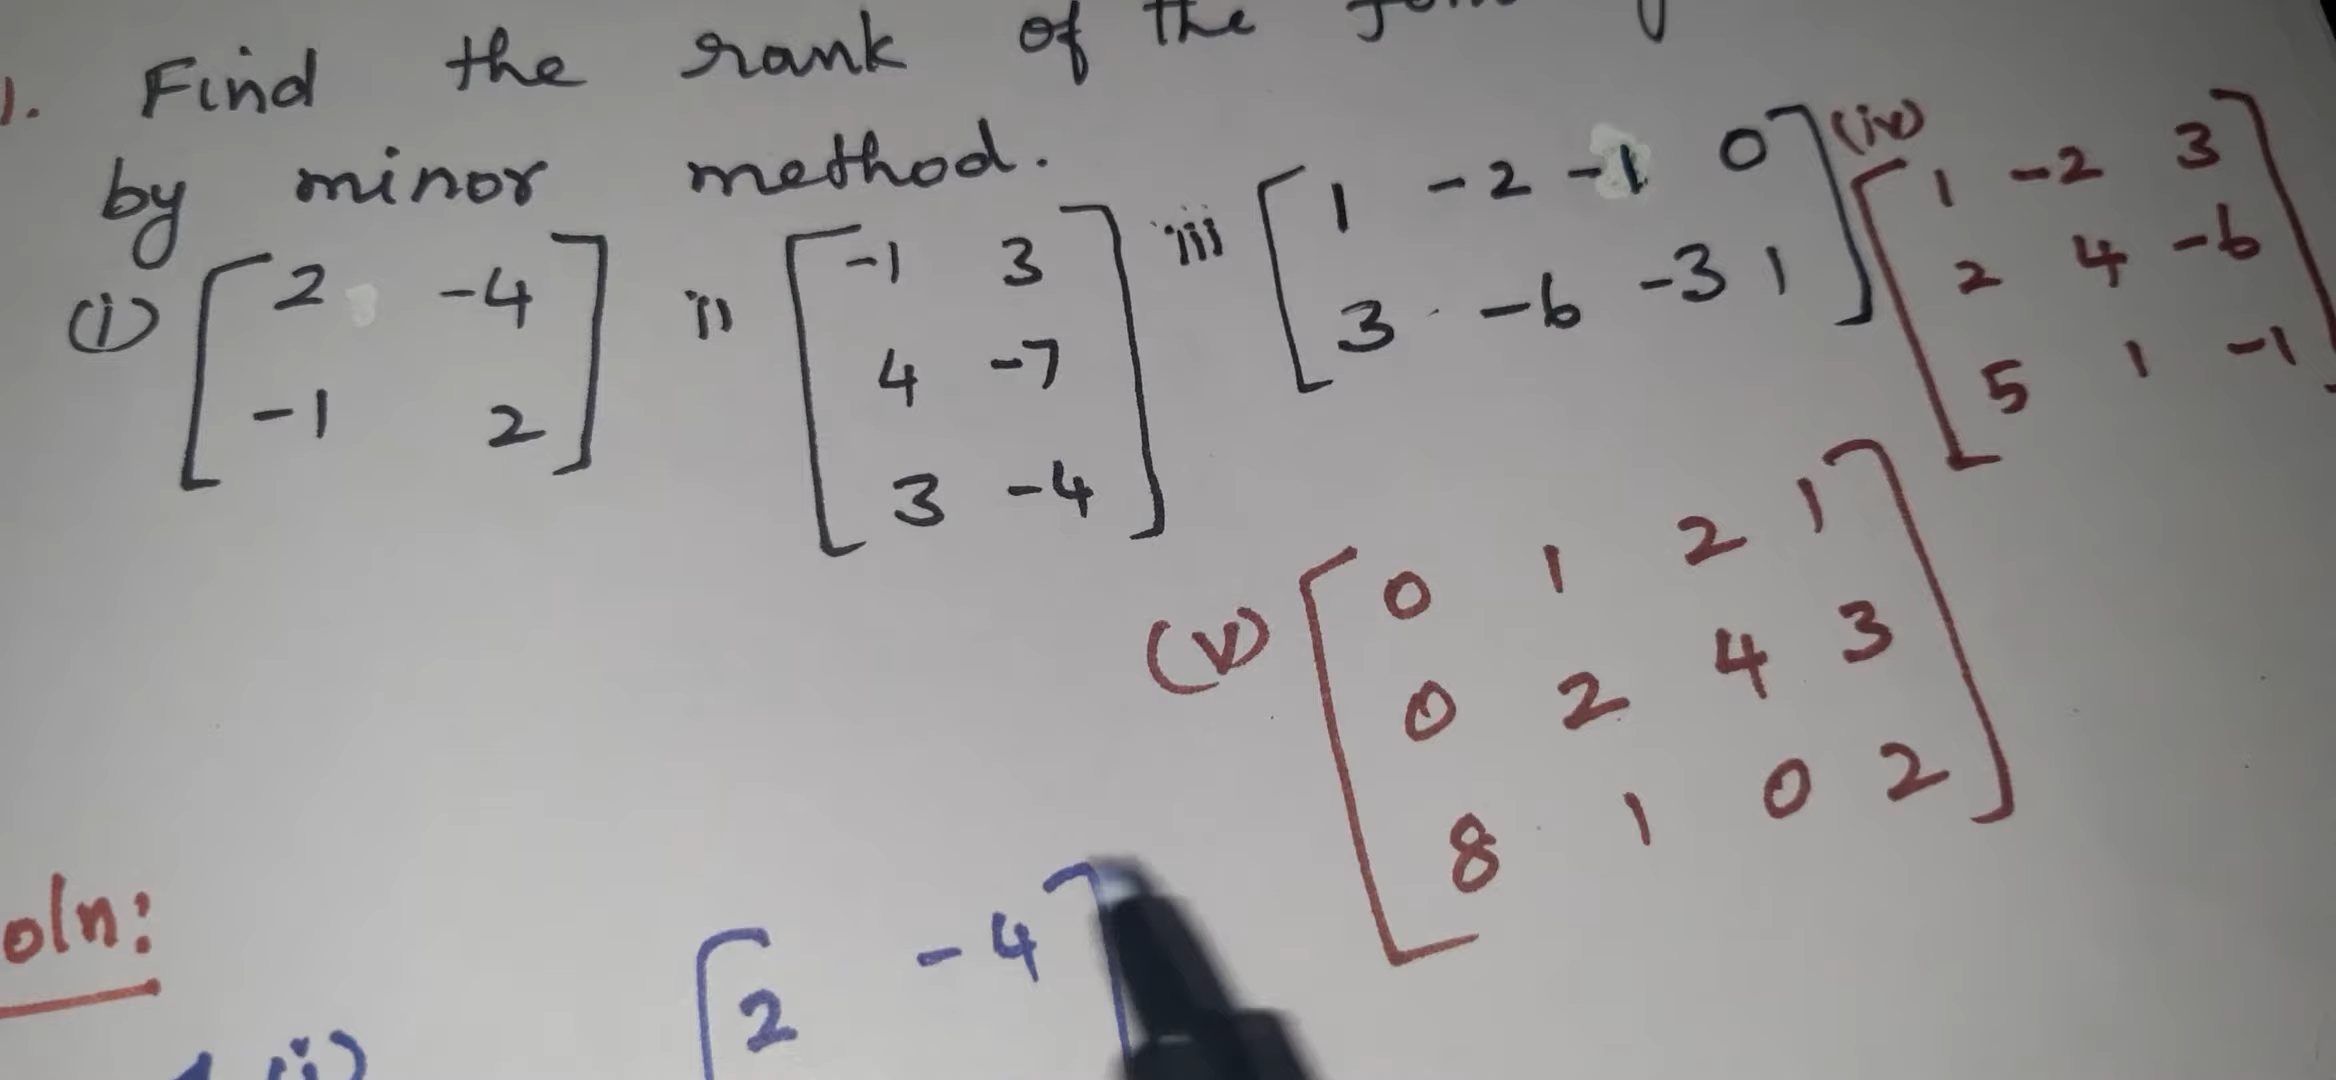 1. Find the rank of the
by minor method.
(i) [2 -4
-1 2]
ii [-1 3
4 -7
3 -4]
iii [1 -2 -1 0
3 -6 -3 1]
(iv) [1 -2 3
2 4 -6
5 1 -1]
(v) [0 1 2 1
0 2 4 3
8 1 0 2]
oln:
(i) [2 -4]